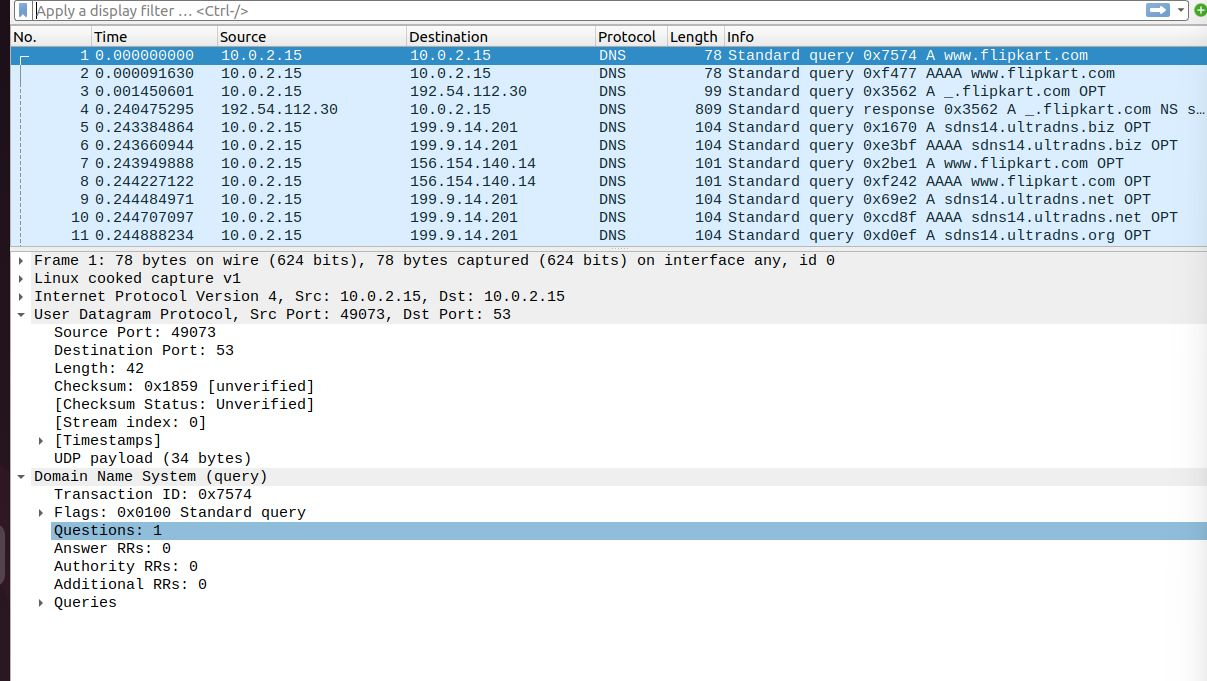 Apply a display filter … <Ctrl-/>
No. Time Source Destination Protocol Length Info
1 0.000000000 10.0.2.15 10.0.2.15 DNS 78 Standard query 0x7574 A www.flipkart.com
2 0.000091630 10.0.2.15 10.0.2.15 DNS 78 Standard query 0xf477 AAAA www.flipkart.com
3 0.001450601 10.0.2.15 192.54.112.30 DNS 99 Standard query 0x3562 A _.flipkart.com OPT
4 0.240475295 192.54.112.30 10.0.2.15 DNS 809 Standard query response 0x3562 A _.flipkart.com NS s…
5 0.243384864 10.0.2.15 199.9.14.201 DNS 104 Standard query 0x1670 A sdns14.ultradns.biz OPT
6 0.243660944 10.0.2.15 199.9.14.201 DNS 104 Standard query 0xe3bf AAAA sdns14.ultradns.biz OPT
7 0.243949888 10.0.2.15 156.154.140.14 DNS 101 Standard query 0x2be1 A www.flipkart.com OPT
8 0.244227122 10.0.2.15 156.154.140.14 DNS 101 Standard query 0xf242 AAAA www.flipkart.com OPT
9 0.244484971 10.0.2.15 199.9.14.201 DNS 104 Standard query 0x69e2 A sdns14.ultradns.net OPT
10 0.244707097 10.0.2.15 199.9.14.201 DNS 104 Standard query 0xcd8f AAAA sdns14.ultradns.net OPT
11 0.244888234 10.0.2.15 199.9.14.201 DNS 104 Standard query 0xd0ef A sdns14.ultradns.org OPT
Frame 1: 78 bytes on wire (624 bits), 78 bytes captured (624 bits) on interface any, id 0
Linux cooked capture v1
Internet Protocol Version 4, Src: 10.0.2.15, Dst: 10.0.2.15
User Datagram Protocol, Src Port: 49073, Dst Port: 53
Source Port: 49073
Destination Port: 53
Length: 42
Checksum: 0x1859 [unverified]
[Checksum Status: Unverified]
[Stream index: 0]
[Timestamps]
UDP payload (34 bytes)
Domain Name System (query)
Transaction ID: 0x7574
Flags: 0x0100 Standard query
Questions: 1
Answer RRs: 0
Authority RRs: 0
Additional RRs: 0
Queries